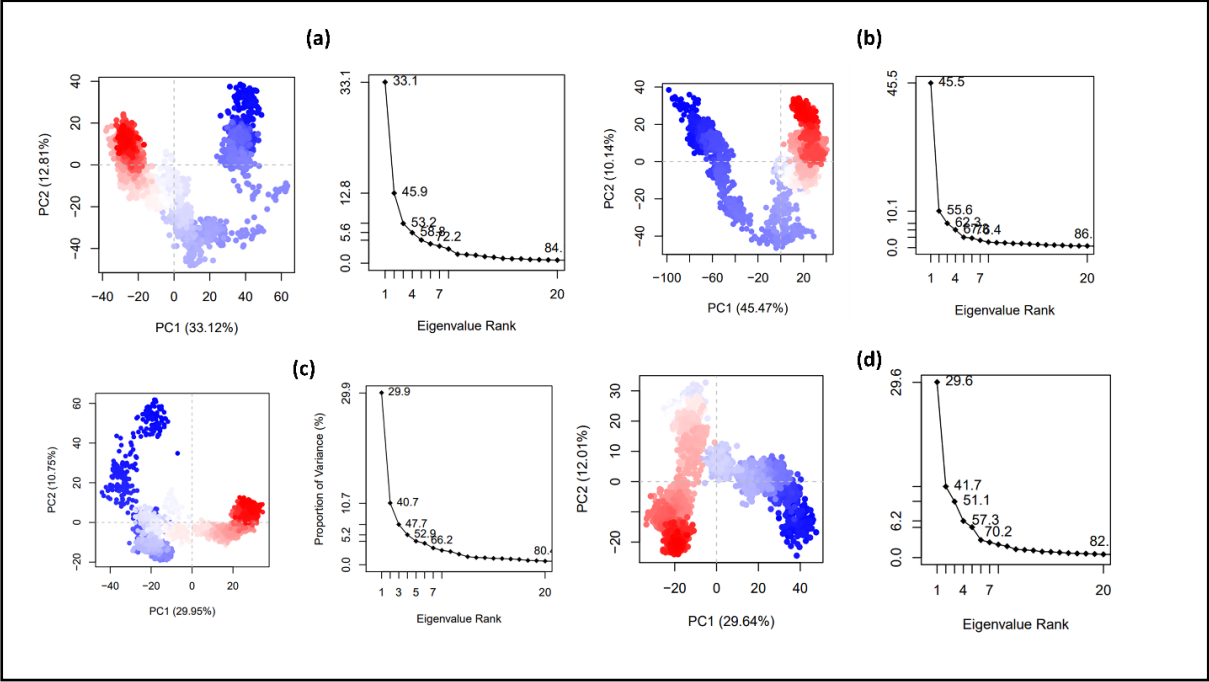 (a)
PC2 (12.81%)
40
20
0
−20
−40
−40 −20 0 20 40 60
PC1 (33.12%)
33.1
12.8
5.6
0.0
33.1
45.9
53.2
58.8
72.2
84.
1 4 7 20
Eigenvalue Rank
(b)
PC2 (10.14%)
40
20
0
−20
−40
−100 −60 −20 0 20
PC1 (45.47%)
45.5
10.1
0.0
45.5
55.6
62.3
86.
1 4 7 20
Eigenvalue Rank
(c)
PC2 (10.75%)
60
40
20
0
−20
−40 −20 0 20
PC1 (29.95%)
Proportion of Variance (%)
29.9
10.7
5.2
0.0
29.9
40.7
47.7
52.9
66.2
80.4
1 3 5 7 20
Eigenvalue Rank
(d)
PC2 (12.01%)
30
20
10
0
−20
−20 0 20 40
PC1 (29.64%)
29.6
6.2
0.0
29.6
41.7
51.1
57.3
70.2
82.
1 4 7 20
Eigenvalue Rank